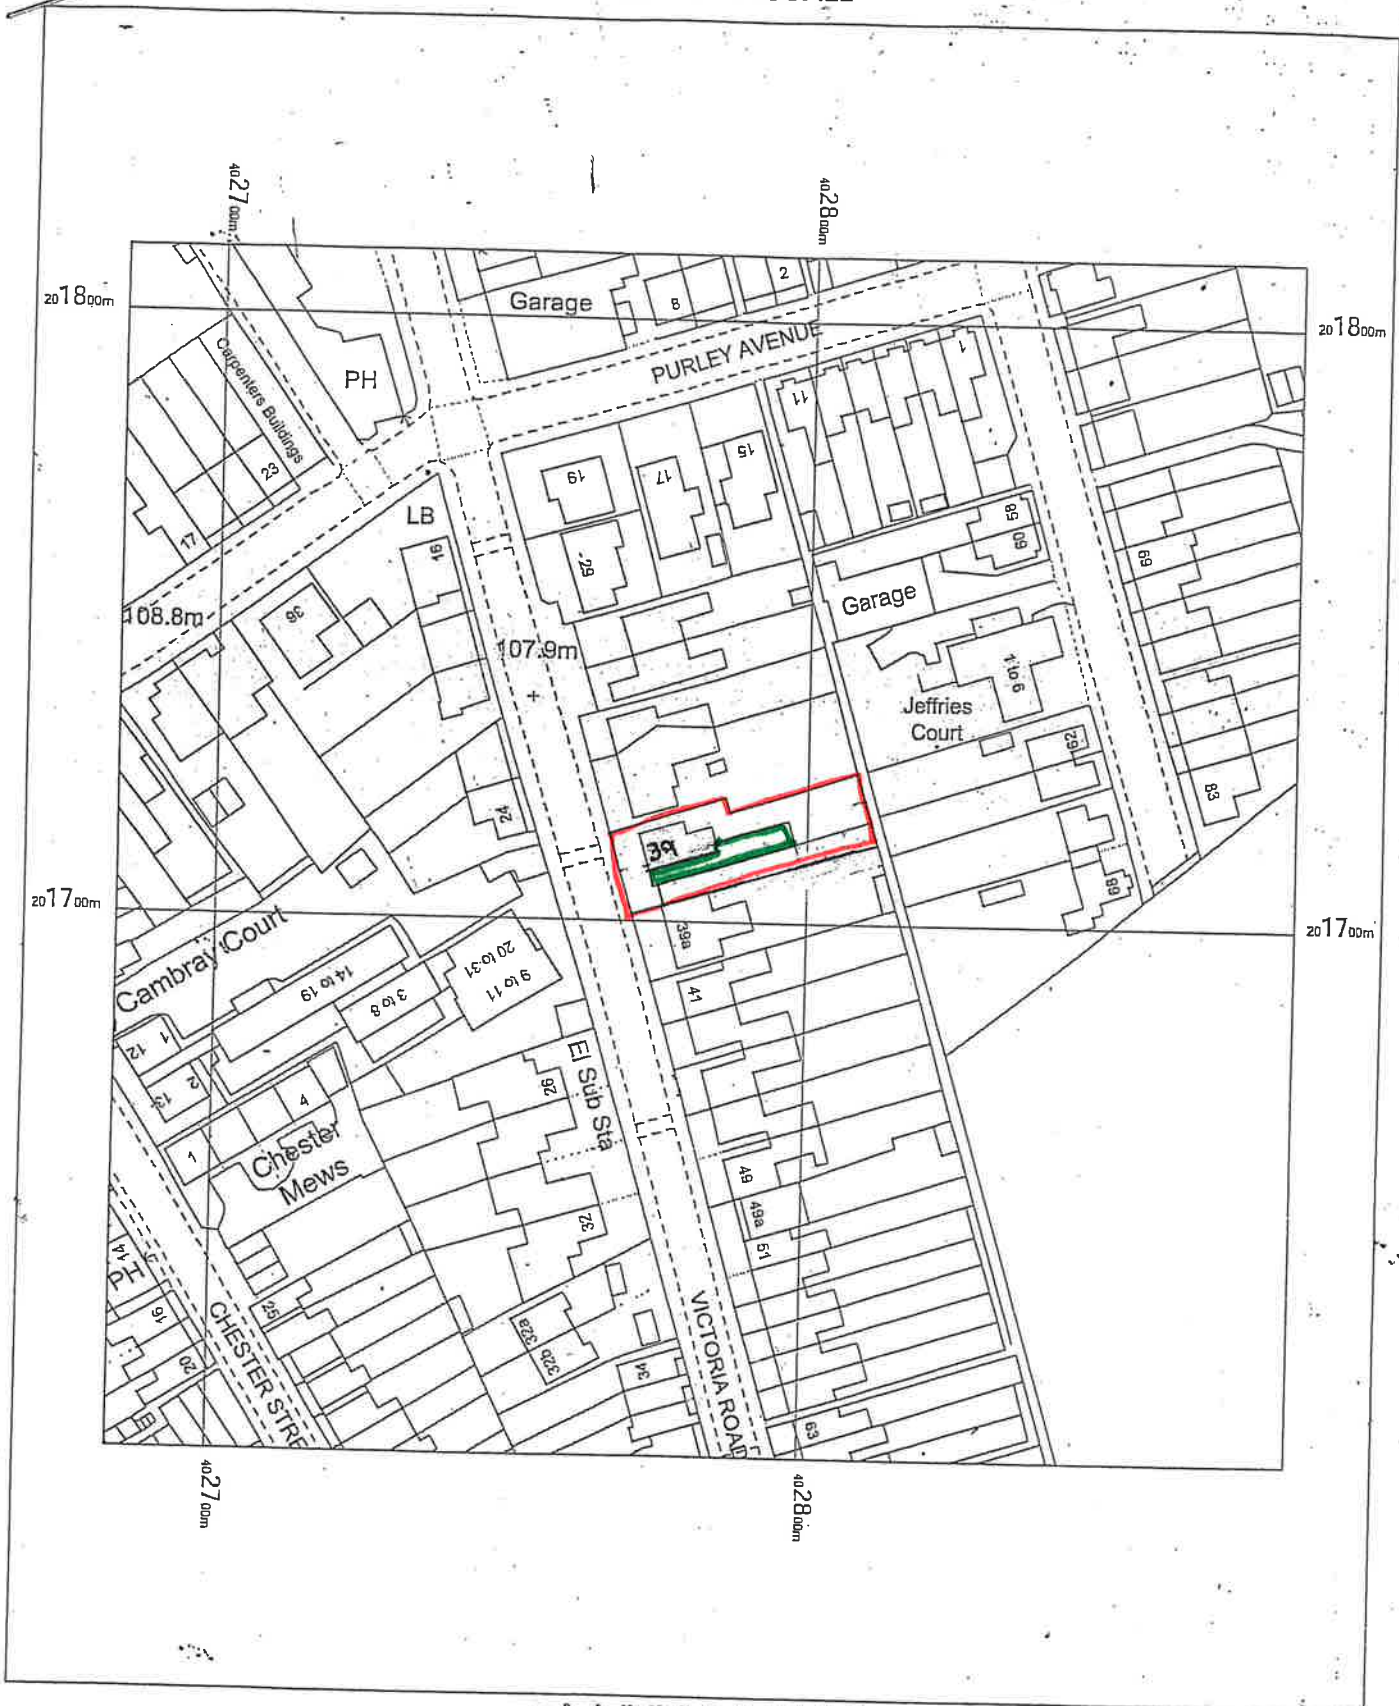 4027 00m
4028 00m
2018 00m
2018 00m
Garage
8
2
PURLEY AVENUE
PH
Carpenters Buildings
23
17
11
1
19
17
15
LB
16
-29
58
60
69
Garage
108.8m
36
107.9m
1 to 6
Jeffries
Court
62
83
24
39
68
2017 00m
2017 00m
39a
Cambray Court
14 to 19
3 to 8
20 to 31
9 to 11
41
1
12
2
13
El Sub Sta
26
4
1
Chester
Mews
49
49a
51
32
14
PH
16
20
25
CHESTER STRE
32a
32b
34
VICTORIA ROAD
63
4027 00m
4028 00m